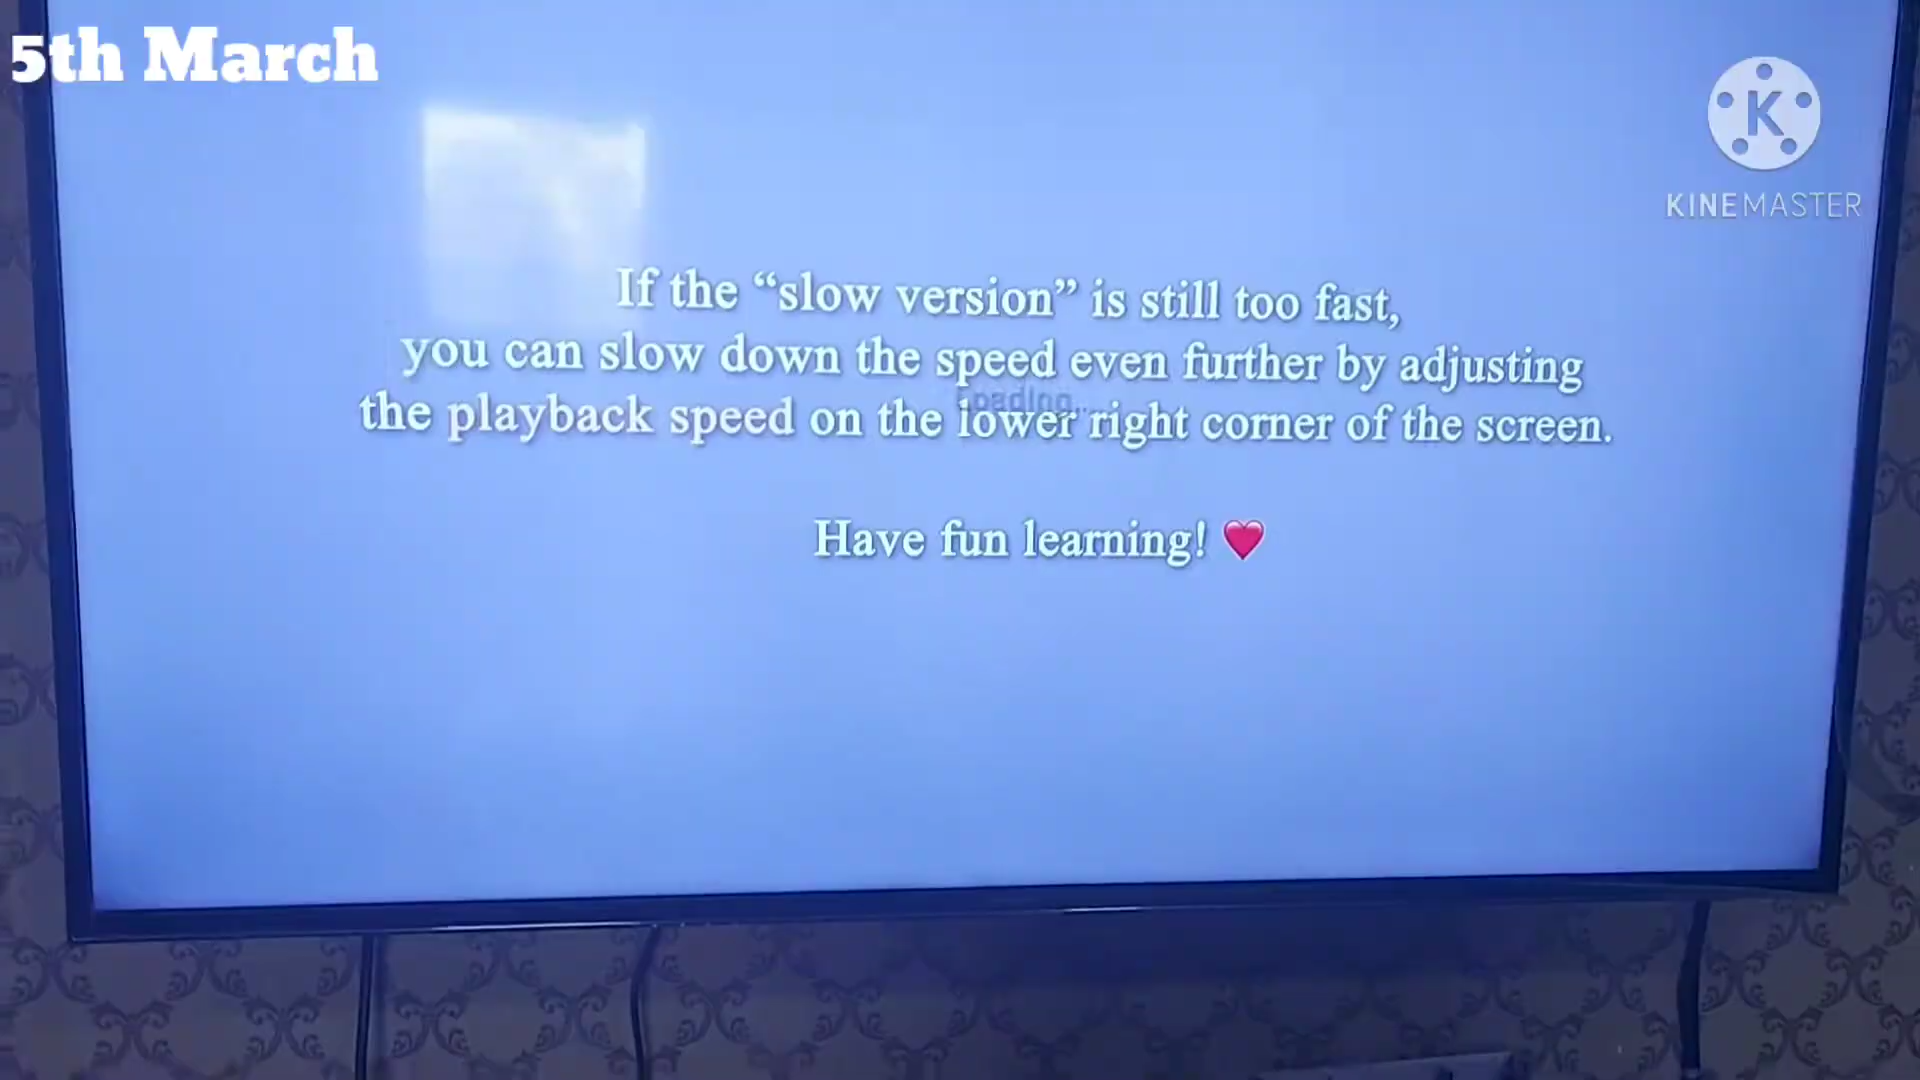 5th March
K
KINEMASTER
If the “slow version” is still too fast,
you can slow down the speed even further by adjusting
Loading..
the playback speed on the lower right corner of the screen.
Have fun learning!